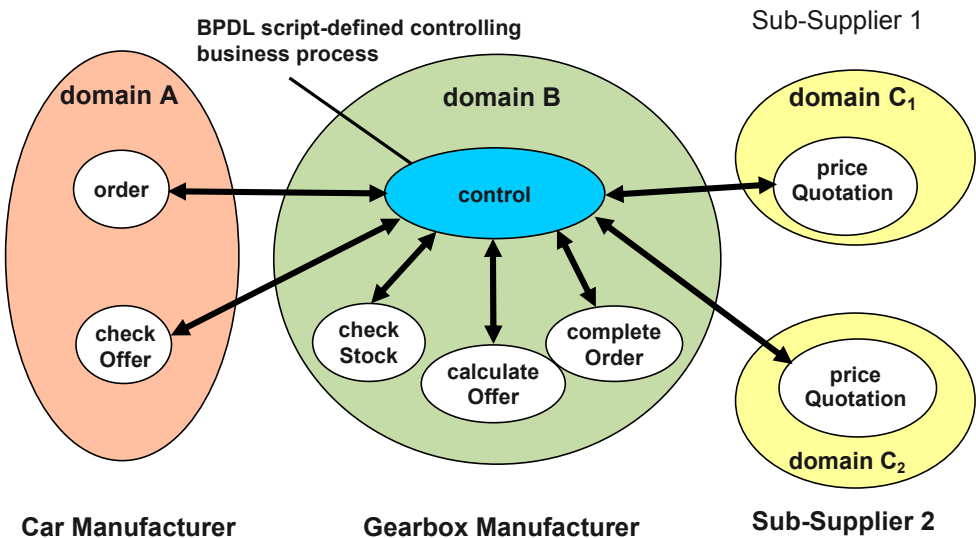 BPDL script-defined controlling
business process
Sub-Supplier 1
domain A
domain B
domain C1
order
control
price
Quotation
check
Offer
check
Stock
calculate
Offer
complete
Order
price
Quotation
domain C2
Car Manufacturer
Gearbox Manufacturer
Sub-Supplier 2